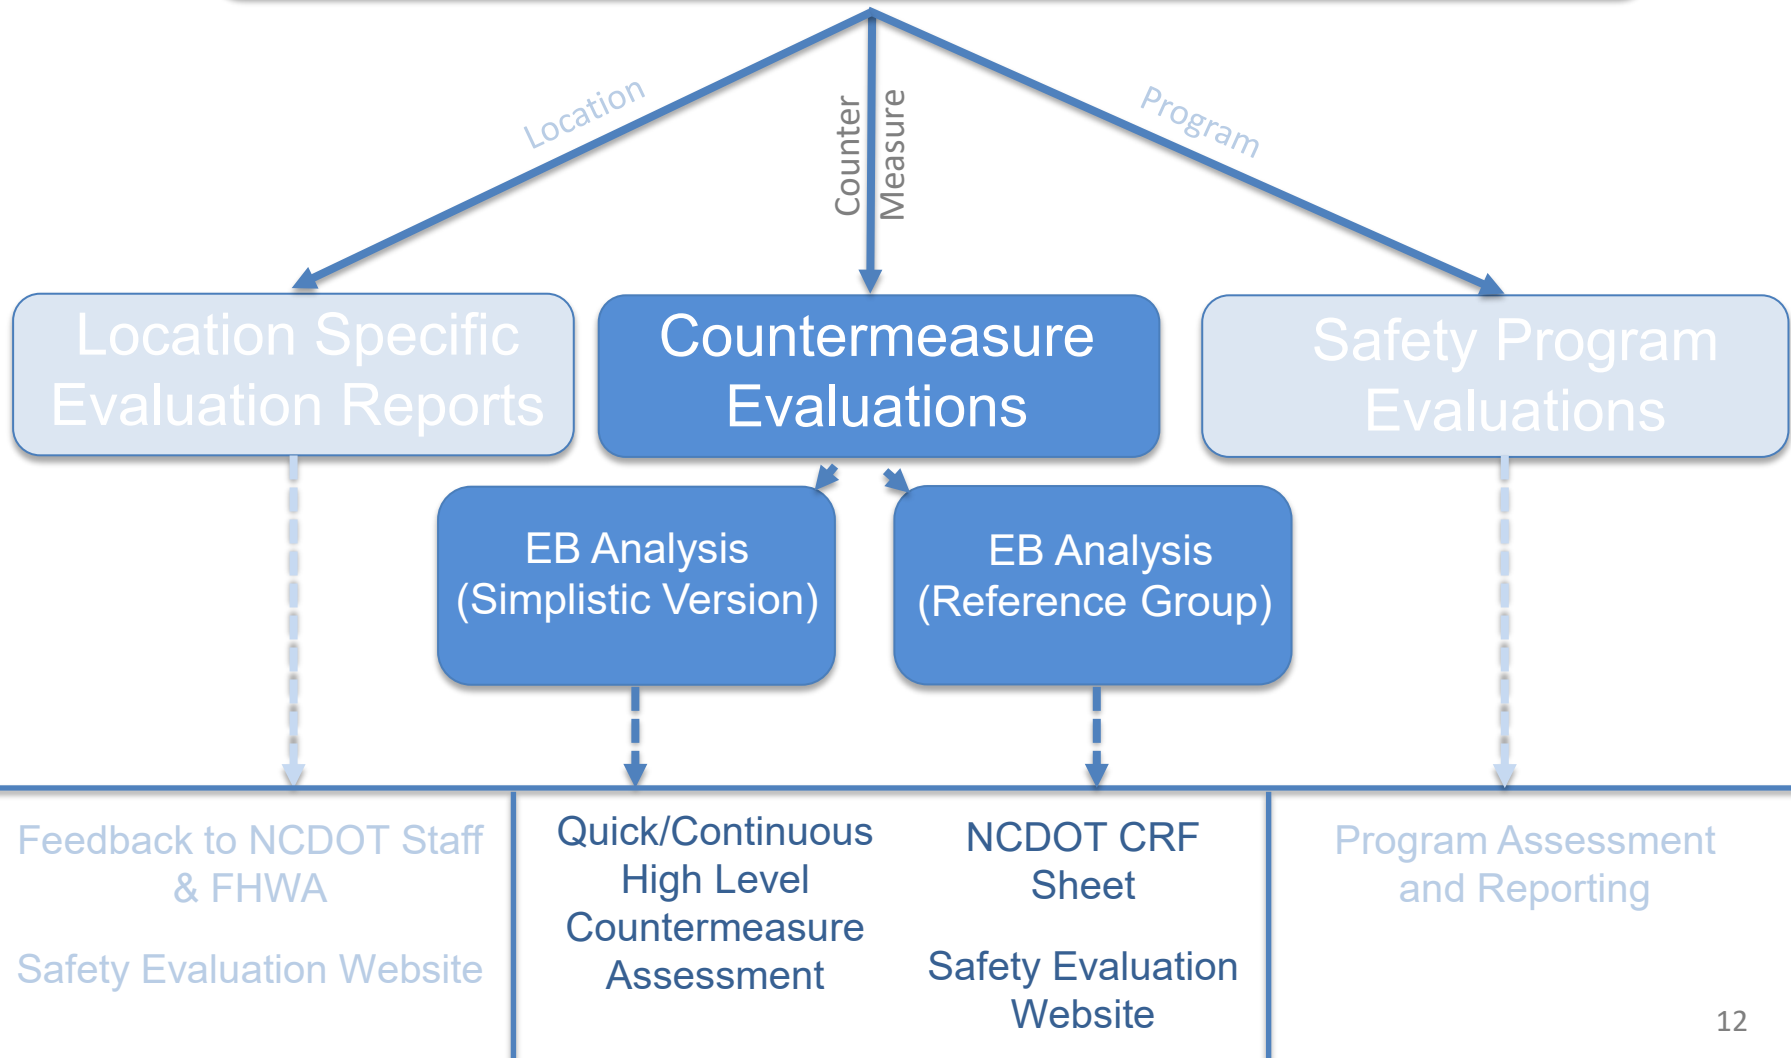 Location
Counter
Measure
Program
Location Specific
Evaluation Reports
Countermeasure
Evaluations
Safety Program
Evaluations
EB Analysis
(Simplistic Version)
EB Analysis
(Reference Group)
Feedback to NCDOT Staff
& FHWA
Safety Evaluation Website
Quick/Continuous
High Level
Countermeasure
Assessment
NCDOT CRF
Sheet
Safety Evaluation
Website
Program Assessment
and Reporting
12